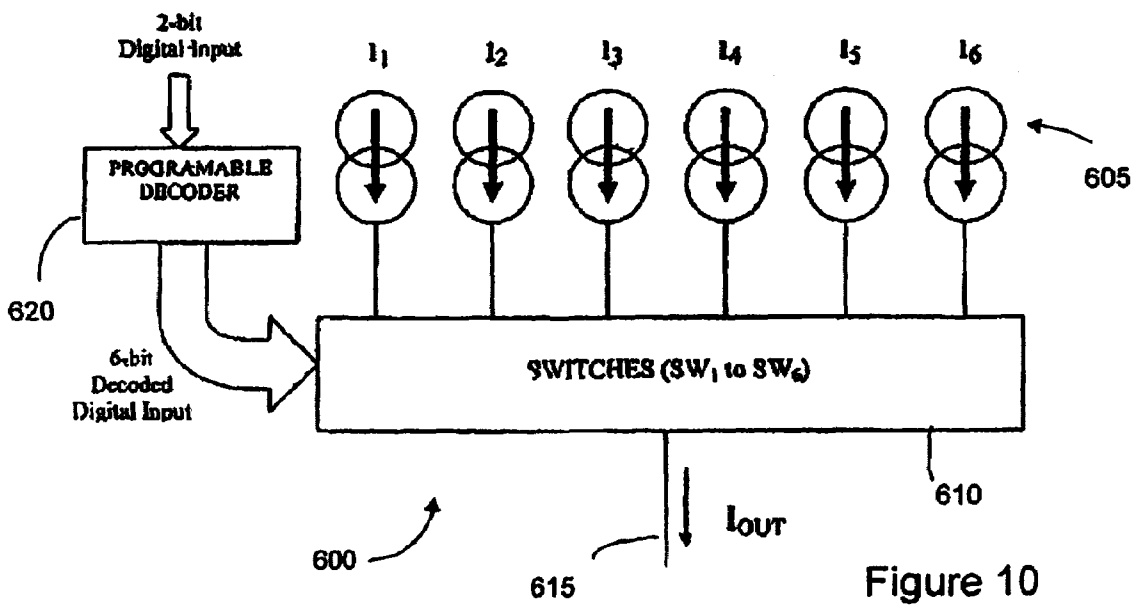 2-bit
Digital Input
I1 I2 I3 I4 I5 I6
PROGRAMABLE
DECODER
605
620
6-bit
Decoded
Digital Input
SWITCHES (SW1 to SW6)
610
600
IOUT
615
Figure 10